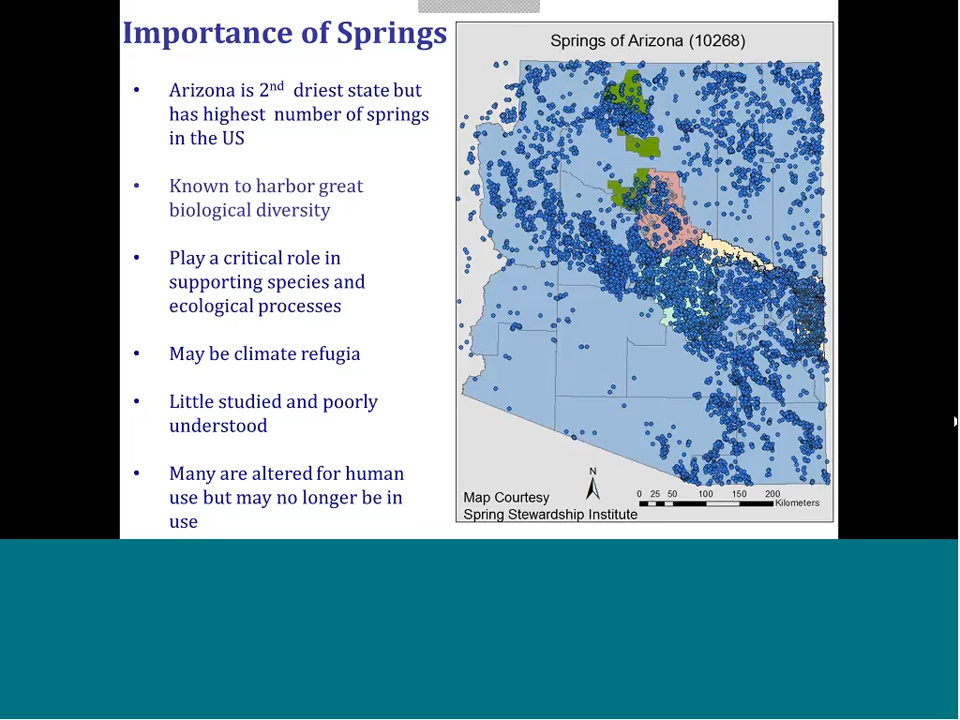 Importance of Springs
• Arizona is 2nd driest state but
has highest number of springs
in the US
• Known to harbor great
biological diversity
• Play a critical role in
supporting species and
ecological processes
• May be climate refugia
• Little studied and poorly
understood
• Many are altered for human
use but may no longer be in
use
Springs of Arizona (10268)
N
Map Courtesy
Spring Stewardship Institute
0 25 50 100 150 200
Kilometers